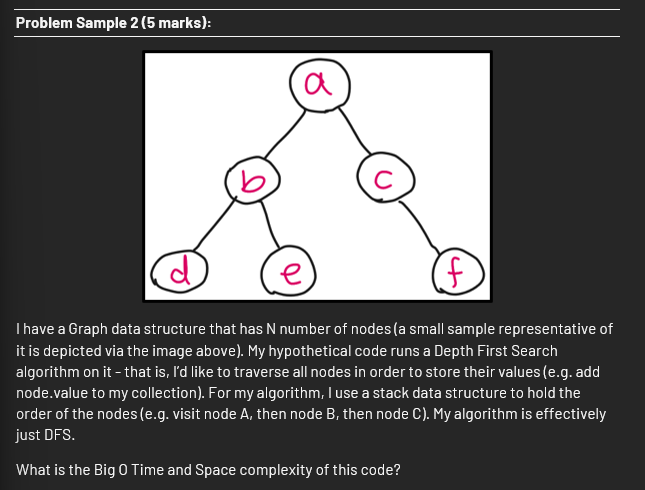 Problem Sample 2 (5 marks):
a
b
c
d
e
f
I have a Graph data structure that has N number of nodes (a small sample representative of
it is depicted via the image above). My hypothetical code runs a Depth First Search
algorithm on it - that is, I'd like to traverse all nodes in order to store their values (e.g. add
node.value to my collection). For my algorithm, I use a stack data structure to hold the
order of the nodes (e.g. visit node A, then node B, then node C). My algorithm is effectively
just DFS.
What is the Big O Time and Space complexity of this code?